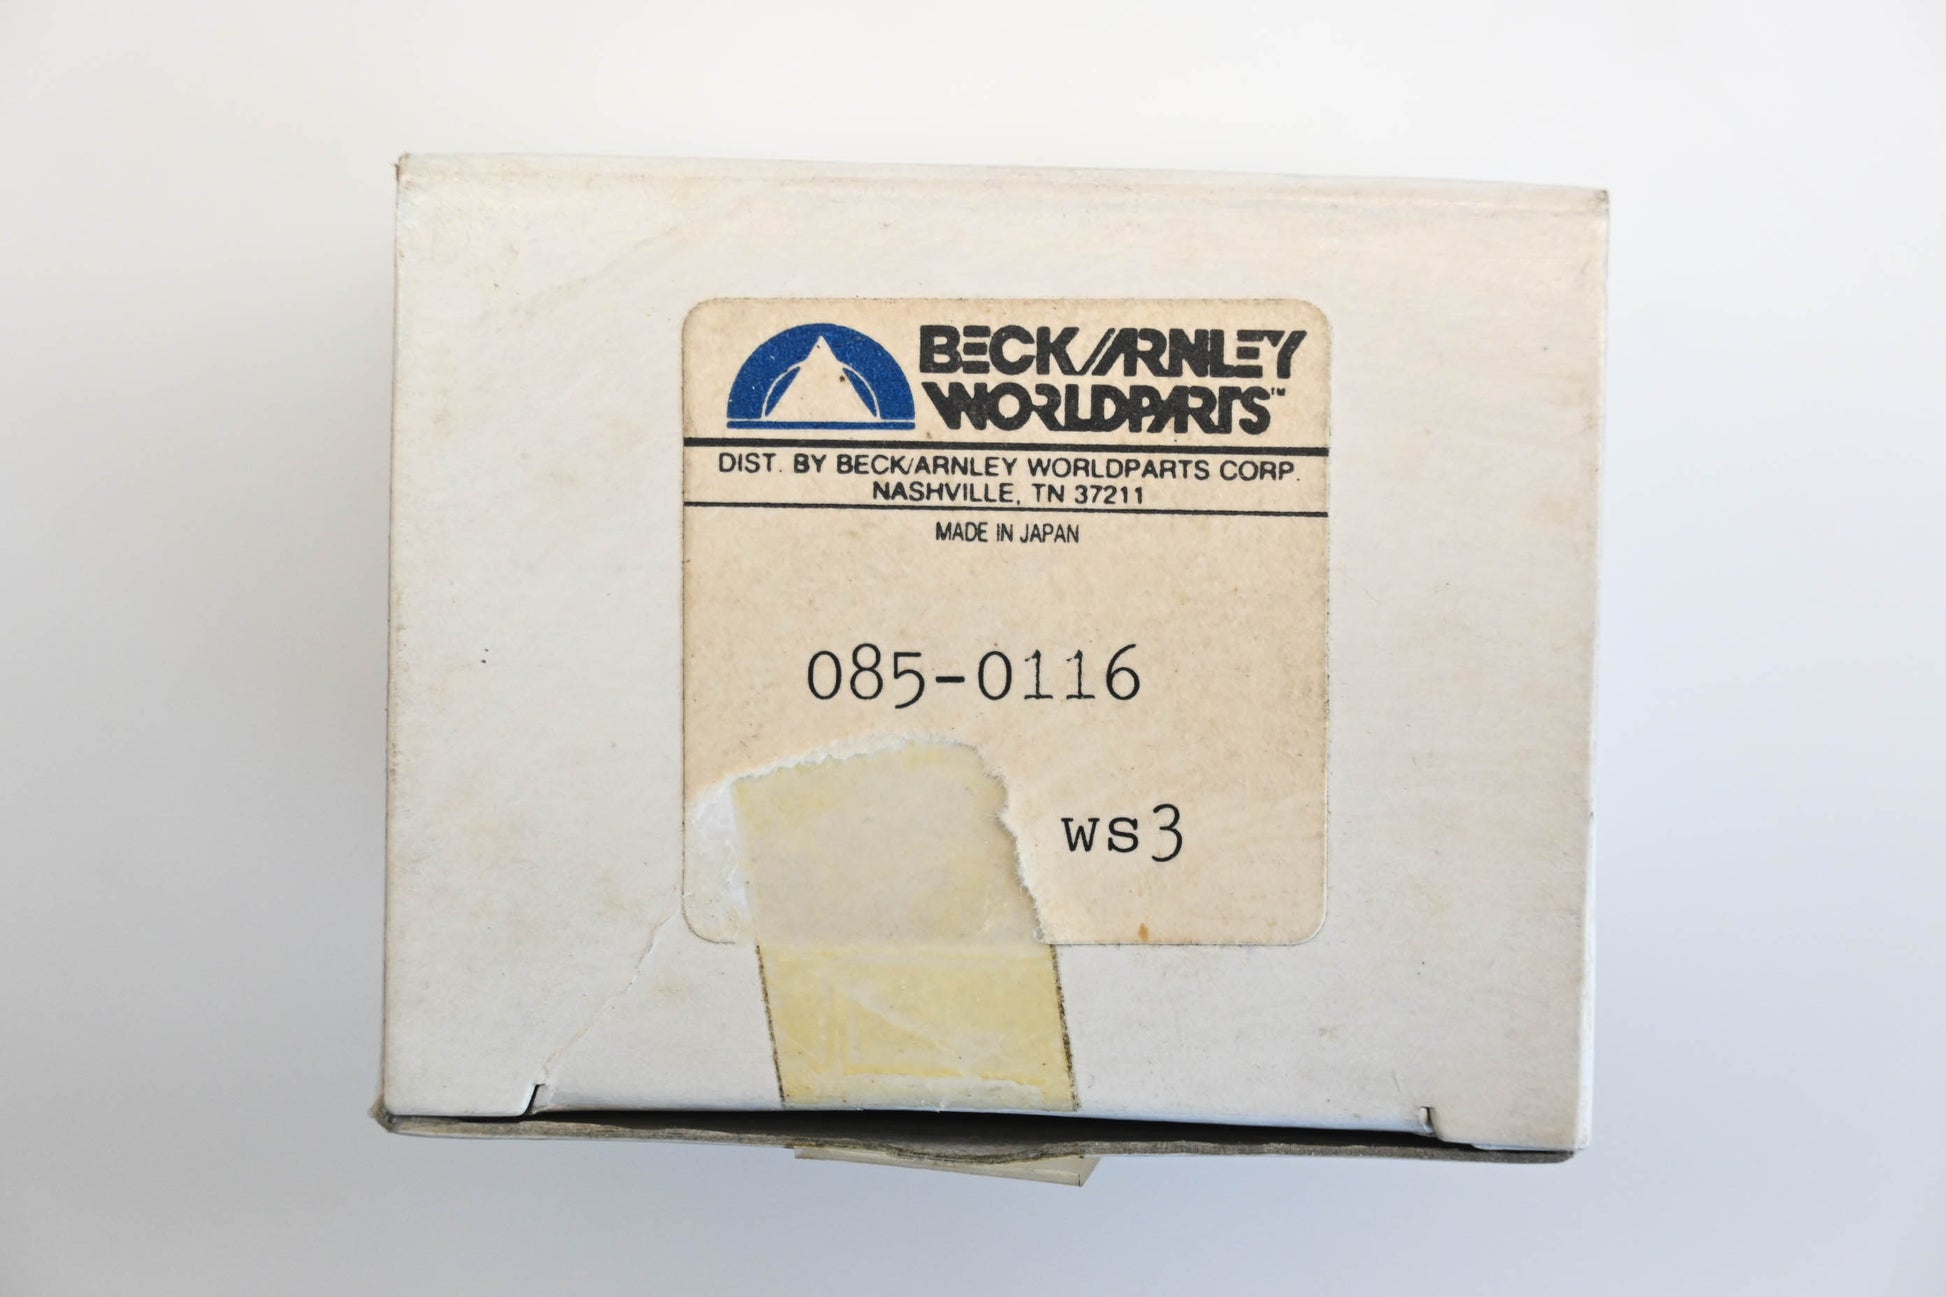 BECK/ARNLEY
WORLDPARTS™
DIST. BY BECK/ARNLEY WORLDPARTS CORP.
NASHVILLE, TN 37211
MADE IN JAPAN
085-0116
ws3